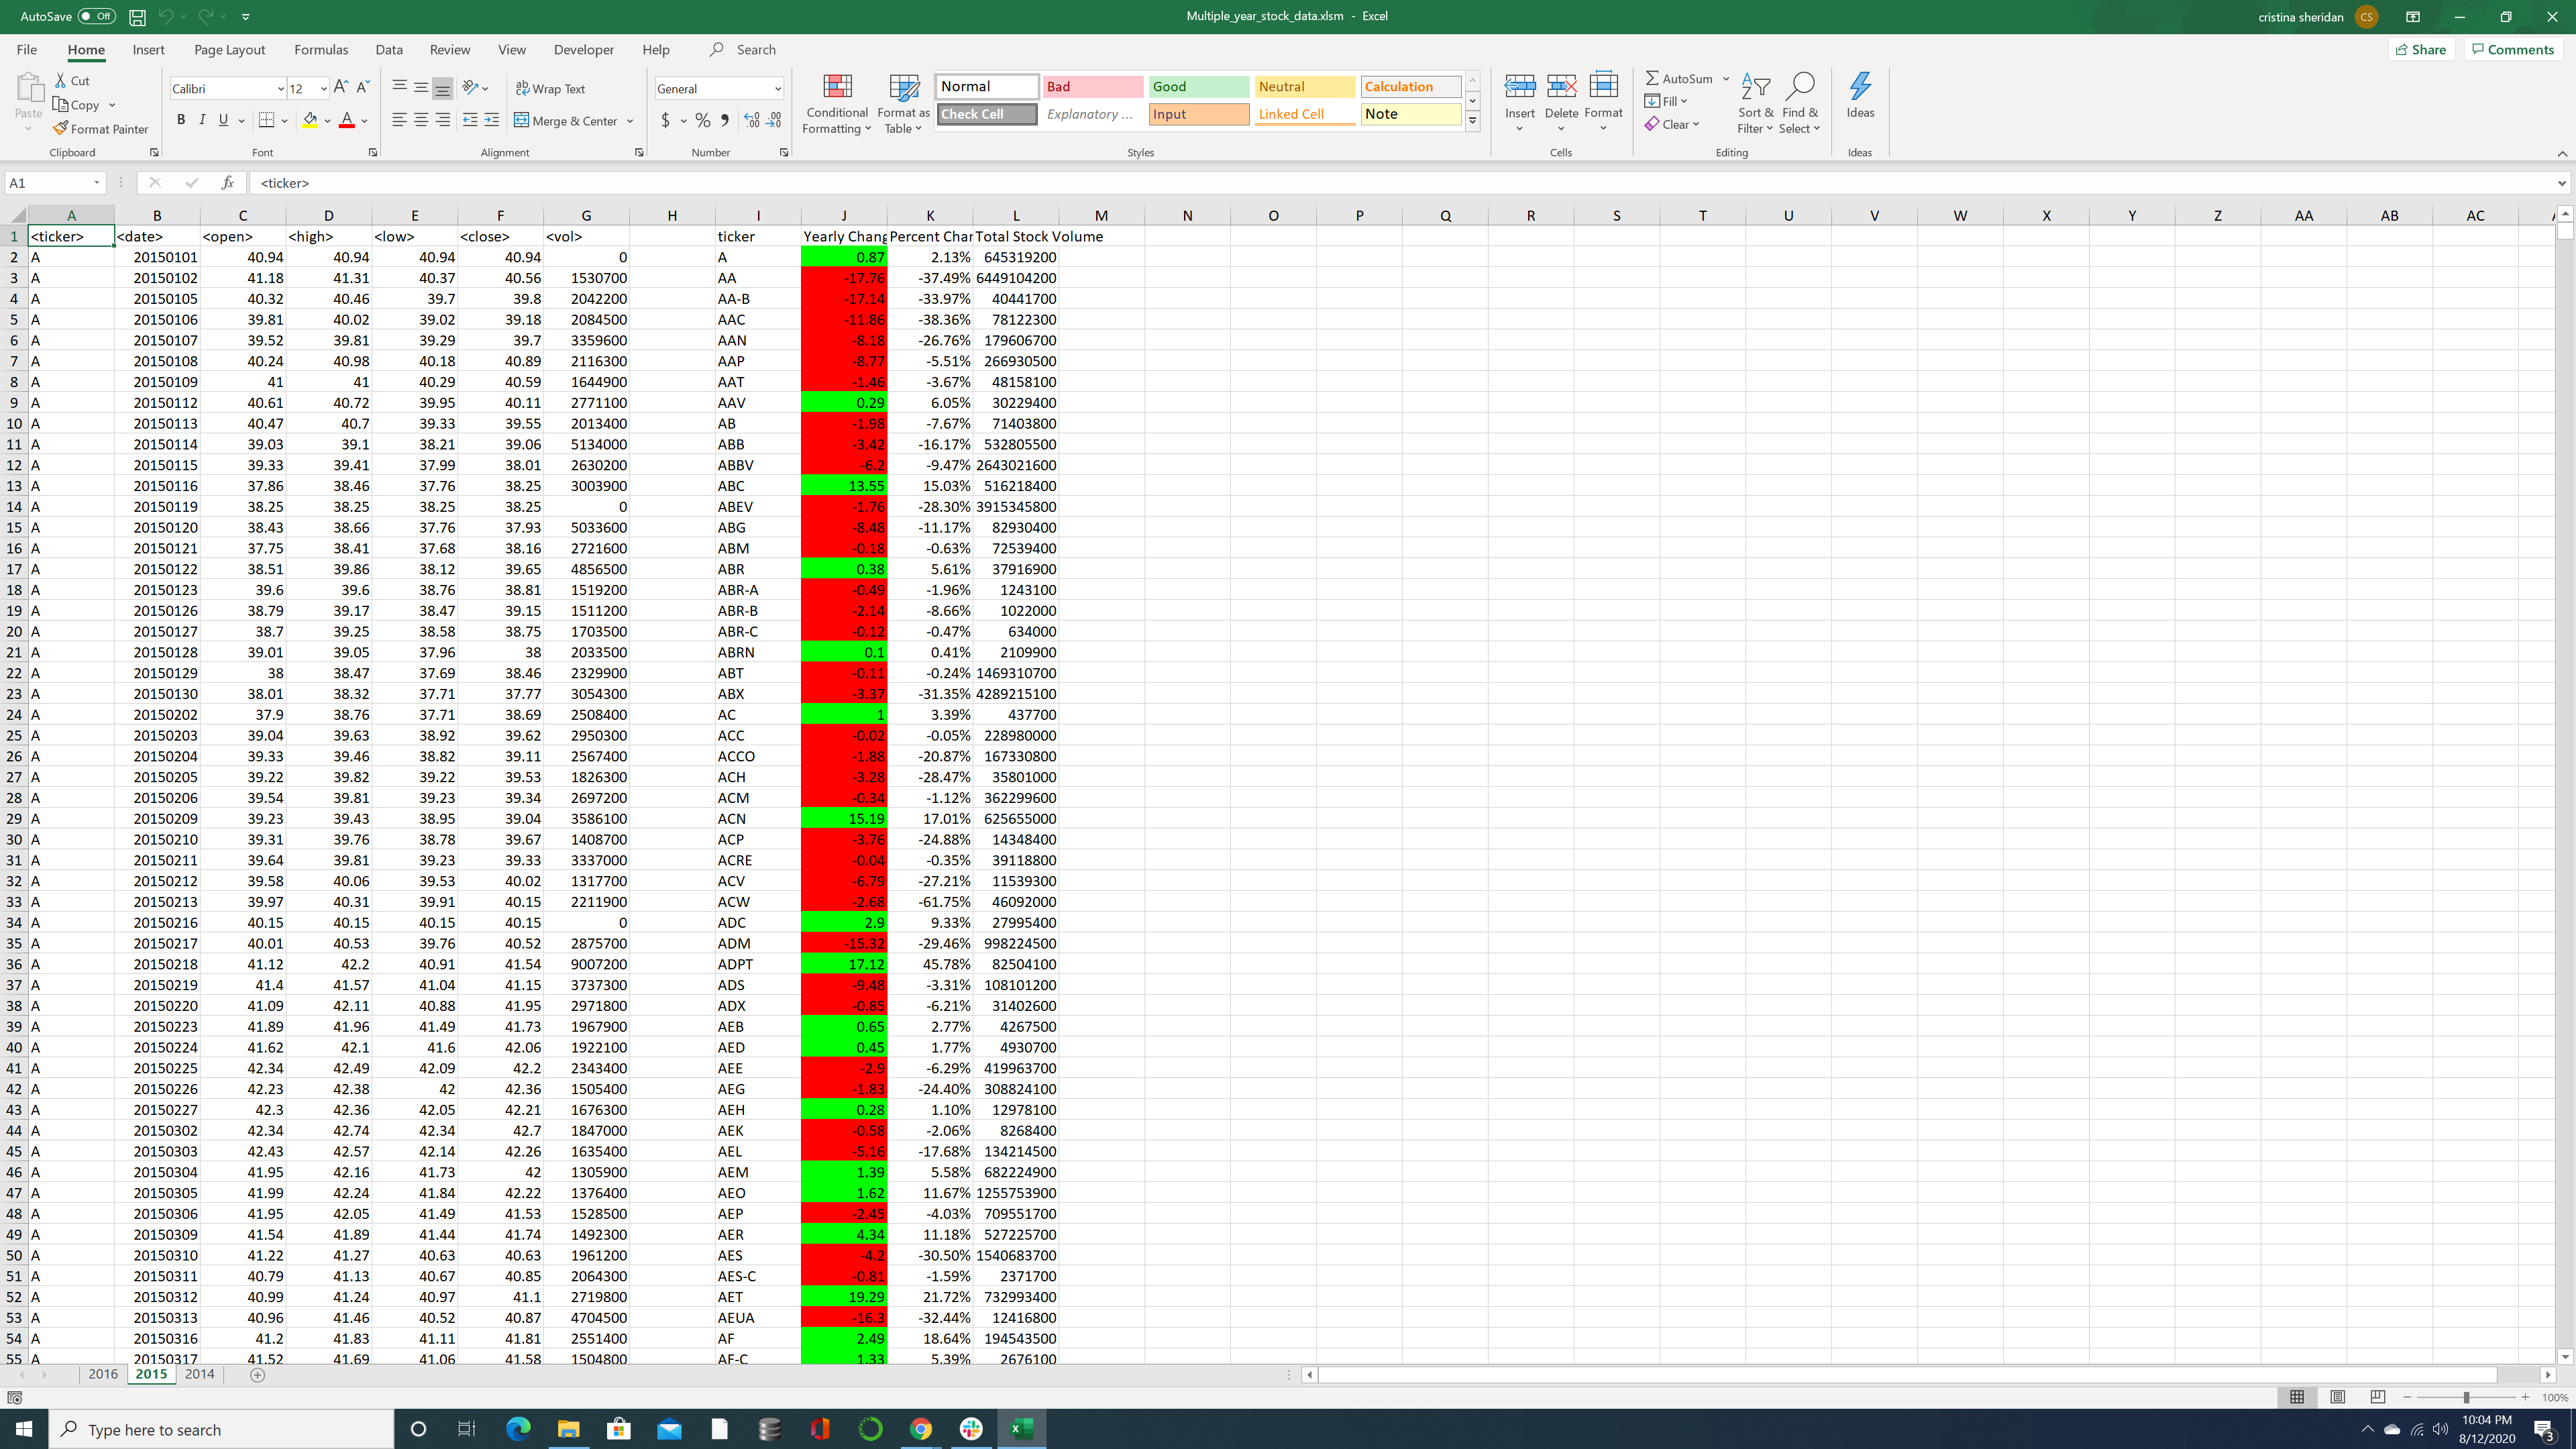 AutoSave Off Multiple_year_stock_data.xlsm - Excel cristina sheridan CS
File Home Insert Page Layout Formulas Data Review View Developer Help Search Share Comments
Paste Cut Copy Format Painter Clipboard
Calibri 12 B I U A Font
ab Wrap Text Merge & Center Alignment
General $ % Number
Conditional Formatting Format as Table
Normal Bad Good Neutral Calculation
Check Cell Explanatory ... Input Linked Cell Note
Styles
Insert Delete Format Cells
AutoSum Fill Clear Sort & Filter Find & Select Editing
Ideas Ideas
A1 fx <ticker>
A B C D E F G H I J K L M N O P Q R S T U V W X Y Z AA AB AC
1 <ticker> <date> <open> <high> <low> <close> <vol> ticker Yearly Chang Percent Char Total Stock Volume
2 A 20150101 40.94 40.94 40.94 40.94 0 A 0.87 2.13% 645319200
3 A 20150102 41.18 41.31 40.37 40.56 1530700 AA -17.76 -37.49% 6449104200
4 A 20150105 40.32 40.46 39.7 39.8 2042200 AA-B -17.14 -33.97% 40441700
5 A 20150106 39.81 40.02 39.02 39.18 2084500 AAC -11.86 -38.36% 78122300
6 A 20150107 39.52 39.81 39.29 39.7 3359600 AAN -8.18 -26.76% 179606700
7 A 20150108 40.24 40.98 40.18 40.89 2116300 AAP -8.77 -5.51% 266930500
8 A 20150109 41 41 40.29 40.59 1644900 AAT -1.46 -3.67% 48158100
9 A 20150112 40.61 40.72 39.95 40.11 2771100 AAV 0.29 6.05% 30229400
10 A 20150113 40.47 40.7 39.33 39.55 2013400 AB -1.98 -7.67% 71403800
11 A 20150114 39.03 39.1 38.21 39.06 5134000 ABB -3.42 -16.17% 532805500
12 A 20150115 39.33 39.41 37.99 38.01 2630200 ABBV -6.2 -9.47% 2643021600
13 A 20150116 37.86 38.46 37.76 38.25 3003900 ABC 13.55 15.03% 516218400
14 A 20150119 38.25 38.25 38.25 38.25 0 ABEV -1.76 -28.30% 3915345800
15 A 20150120 38.43 38.66 37.76 37.93 5033600 ABG -8.48 -11.17% 82930400
16 A 20150121 37.75 38.41 37.68 38.16 2721600 ABM -0.18 -0.63% 72539400
17 A 20150122 38.51 39.86 38.12 39.65 4856500 ABR 0.38 5.61% 37916900
18 A 20150123 39.6 39.6 38.76 38.81 1519200 ABR-A -0.49 -1.96% 1243100
19 A 20150126 38.79 39.17 38.47 39.15 1511200 ABR-B -2.14 -8.66% 1022000
20 A 20150127 38.7 39.25 38.58 38.75 1703500 ABR-C -0.12 -0.47% 634000
21 A 20150128 39.01 39.05 37.96 38 2033500 ABRN 0.1 0.41% 2109900
22 A 20150129 38 38.47 37.69 38.46 2329900 ABT -0.11 -0.24% 1469310700
23 A 20150130 38.01 38.32 37.71 37.77 3054300 ABX -3.37 -31.35% 4289215100
24 A 20150202 37.9 38.76 37.71 38.69 2508400 AC 1 3.39% 437700
25 A 20150203 39.04 39.63 38.92 39.62 2950300 ACC -0.02 -0.05% 228980000
26 A 20150204 39.33 39.46 38.82 39.11 2567400 ACCO -1.88 -20.87% 167330800
27 A 20150205 39.22 39.82 39.22 39.53 1826300 ACH -3.28 -28.47% 35801000
28 A 20150206 39.54 39.81 39.23 39.34 2697200 ACM -0.34 -1.12% 362299600
29 A 20150209 39.23 39.43 38.95 39.04 3586100 ACN 15.19 17.01% 625655000
30 A 20150210 39.31 39.76 38.78 39.67 1408700 ACP -3.76 -24.88% 14348400
31 A 20150211 39.64 39.81 39.23 39.33 3337000 ACRE -0.04 -0.35% 39118800
32 A 20150212 39.58 40.06 39.53 40.02 1317700 ACV -6.79 -27.21% 11539300
33 A 20150213 39.97 40.31 39.91 40.15 2211900 ACW -2.68 -61.75% 46092000
34 A 20150216 40.15 40.15 40.15 40.15 0 ADC 2.9 9.33% 27995400
35 A 20150217 40.01 40.53 39.76 40.52 2875700 ADM -15.32 -29.46% 998224500
36 A 20150218 41.12 42.2 40.91 41.54 9007200 ADPT 17.12 45.78% 82504100
37 A 20150219 41.4 41.57 41.04 41.15 3737300 ADS -9.48 -3.31% 108101200
38 A 20150220 41.09 42.11 40.88 41.95 2971800 ADX -0.85 -6.21% 31402600
39 A 20150223 41.89 41.96 41.49 41.73 1967900 AEB 0.65 2.77% 4267500
40 A 20150224 41.62 42.1 41.6 42.06 1922100 AED 0.45 1.77% 4930700
41 A 20150225 42.34 42.49 42.09 42.2 2343400 AEE -2.9 -6.29% 419963700
42 A 20150226 42.23 42.38 42 42.36 1505400 AEG -1.83 -24.40% 308824100
43 A 20150227 42.3 42.36 42.05 42.21 1676300 AEH 0.28 1.10% 12978100
44 A 20150302 42.34 42.74 42.34 42.7 1847000 AEK -0.58 -2.06% 8268400
45 A 20150303 42.43 42.57 42.14 42.26 1635400 AEL -5.16 -17.68% 134214500
46 A 20150304 41.95 42.16 41.73 42 1305900 AEM 1.39 5.58% 682224900
47 A 20150305 41.99 42.24 41.84 42.22 1376400 AEO 1.62 11.67% 1255753900
48 A 20150306 41.95 42.05 41.49 41.53 1528500 AEP -2.45 -4.03% 709551700
49 A 20150309 41.54 41.89 41.44 41.74 1492300 AER 4.34 11.18% 527225700
50 A 20150310 41.22 41.27 40.63 40.63 1961200 AES -4.2 -30.50% 1540683700
51 A 20150311 40.79 41.13 40.67 40.85 2064300 AES-C -0.81 -1.59% 2371700
52 A 20150312 40.99 41.24 40.97 41.1 2719800 AET 19.29 21.72% 732993400
53 A 20150313 40.96 41.46 40.52 40.87 4704500 AEUA -16.3 -32.44% 12416800
54 A 20150316 41.2 41.83 41.11 41.81 2551400 AF 2.49 18.64% 194543500
55 A 20150317 41.52 41.69 41.06 41.58 1504800 AF-C 1.33 5.39% 2676100
2016 2015 2014
100%
Type here to search
10:04 PM
8/12/2020
3